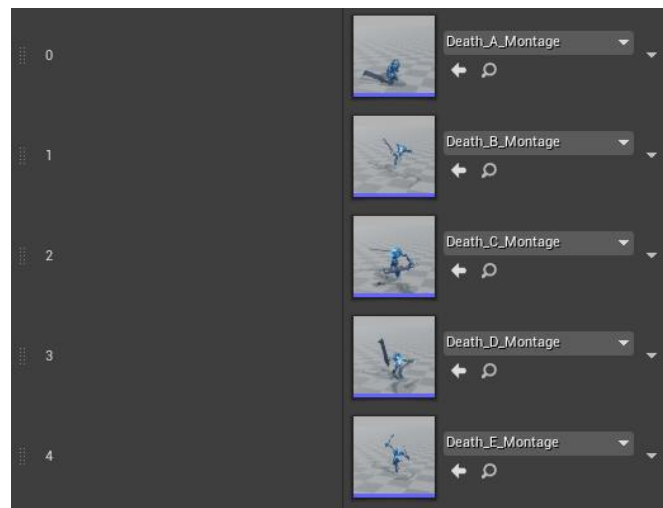 0 Death_A_Montage
1 Death_B_Montage
2 Death_C_Montage
3 Death_D_Montage
4 Death_E_Montage